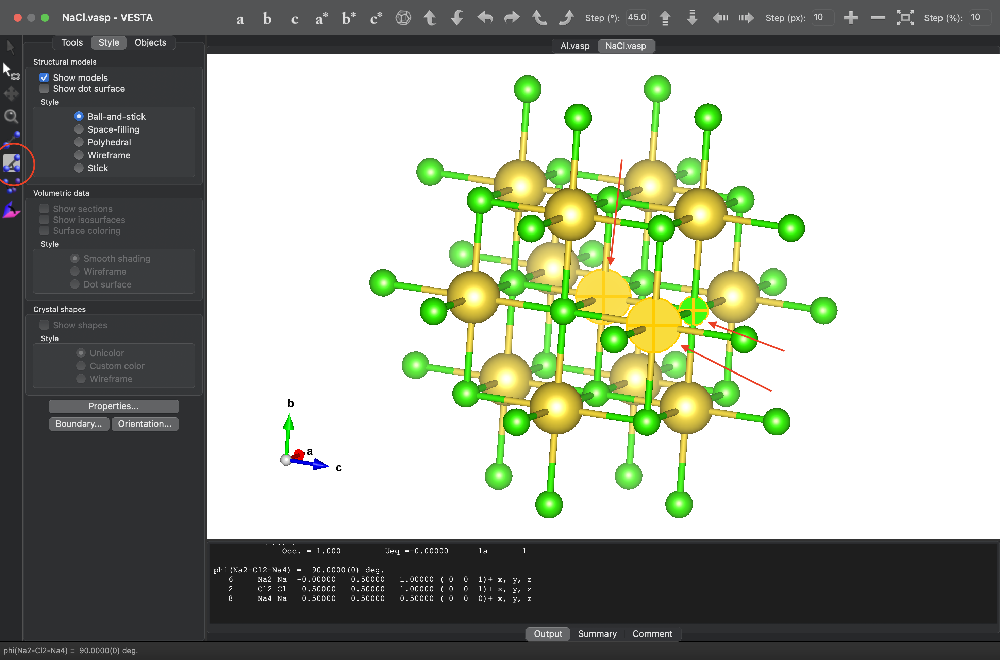 NaCl.vasp - VESTA
a b c a* b* c* Step (°): 45.0 Step (px): 10 Step (%): 10
Tools Style Objects
Al.vasp NaCl.vasp
Structural models
Show models
Show dot surface
Style
Ball-and-stick
Space-filling
Polyhedral
Wireframe
Stick
Volumetric data
Show sections
Show isosurfaces
Surface coloring
Style
Smooth shading
Wireframe
Dot surface
Crystal shapes
Show shapes
Style
Unicolor
Custom color
Wireframe
Properties...
Boundary... Orientation...
b
a
c
Occ. = 1.000 Ueq =-0.00000 1a 1
phi(Na2-Cl2-Na4) = 90.0000(0) deg.
6 Na2 Na -0.00000 0.50000 1.00000 ( 0 0 1)+ x, y, z
2 Cl2 Cl 0.50000 0.50000 1.00000 ( 0 0 1)+ x, y, z
8 Na4 Na 0.50000 0.50000 0.50000 ( 0 0 0)+ x, y, z
Output Summary Comment
phi(Na2-Cl2-Na4) = 90.0000(0) deg.